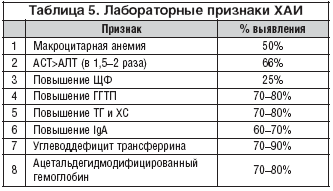 Таблица 5. Лабораторные признаки ХАИ
Признак % выявления
1 Макроцитарная анемия 50%
2 АСТ>АЛТ (в 1,5–2 раза) 66%
3 Повышение ЩФ 25%
4 Повышение ГГТП 70–80%
5 Повышение ТГ и ХС 70–80%
6 Повышение IgA 60–70%
7 Углеводдефицит трансферрина 70–90%
8 Ацетальдегидмодифицированный
гемоглобин 70–80%